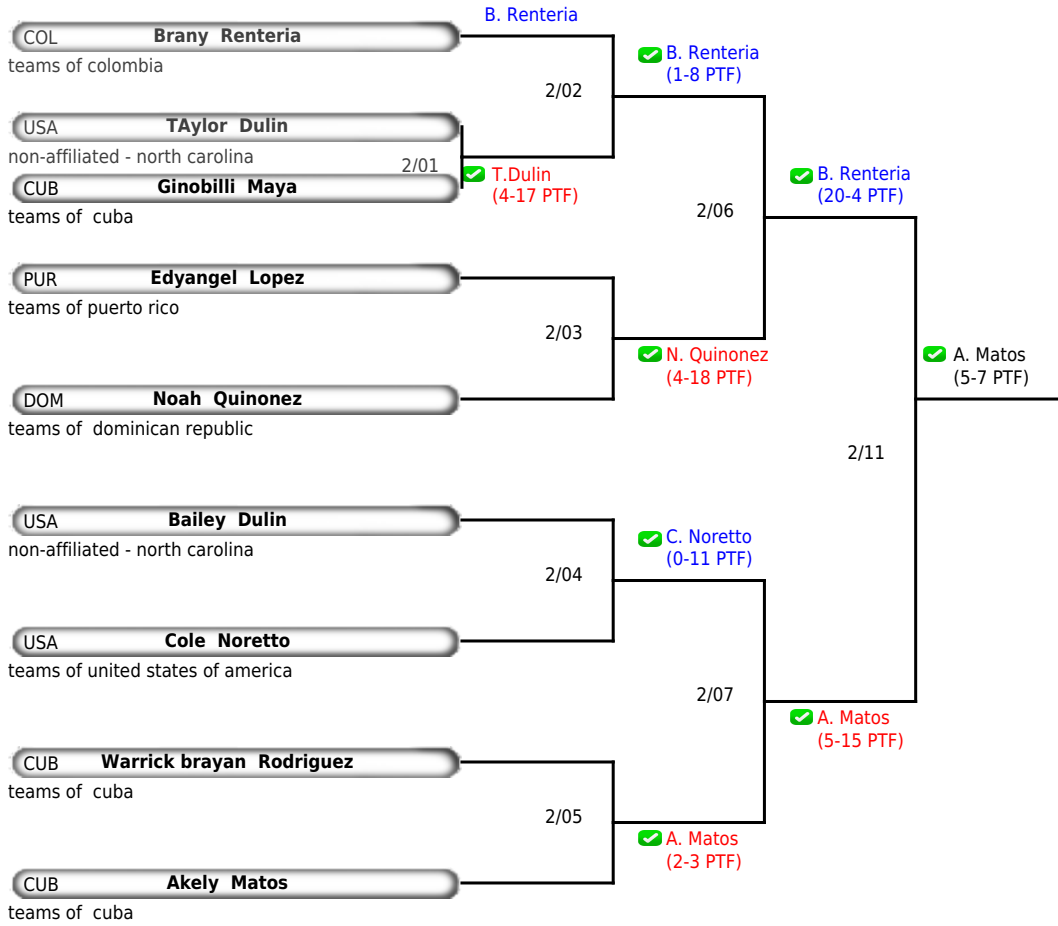 B. Renteria
COL Brany Renteria
teams of colombia
B. Renteria
(1-8 PTF)
2/02
USA TAylor Dulin
non-affiliated - north carolina
2/01
T.Dulin
(4-17 PTF)
CUB Ginobilli Maya
teams of cuba
B. Renteria
(20-4 PTF)
2/06
PUR Edyangel Lopez
teams of puerto rico
2/03
N. Quinonez
(4-18 PTF)
A. Matos
(5-7 PTF)
DOM Noah Quinonez
teams of dominican republic
2/11
USA Bailey Dulin
non-affiliated - north carolina
C. Noretto
(0-11 PTF)
2/04
USA Cole Noretto
teams of united states of america
2/07
A. Matos
(5-15 PTF)
CUB Warrick brayan Rodriguez
teams of cuba
2/05
A. Matos
(2-3 PTF)
CUB Akely Matos
teams of cuba